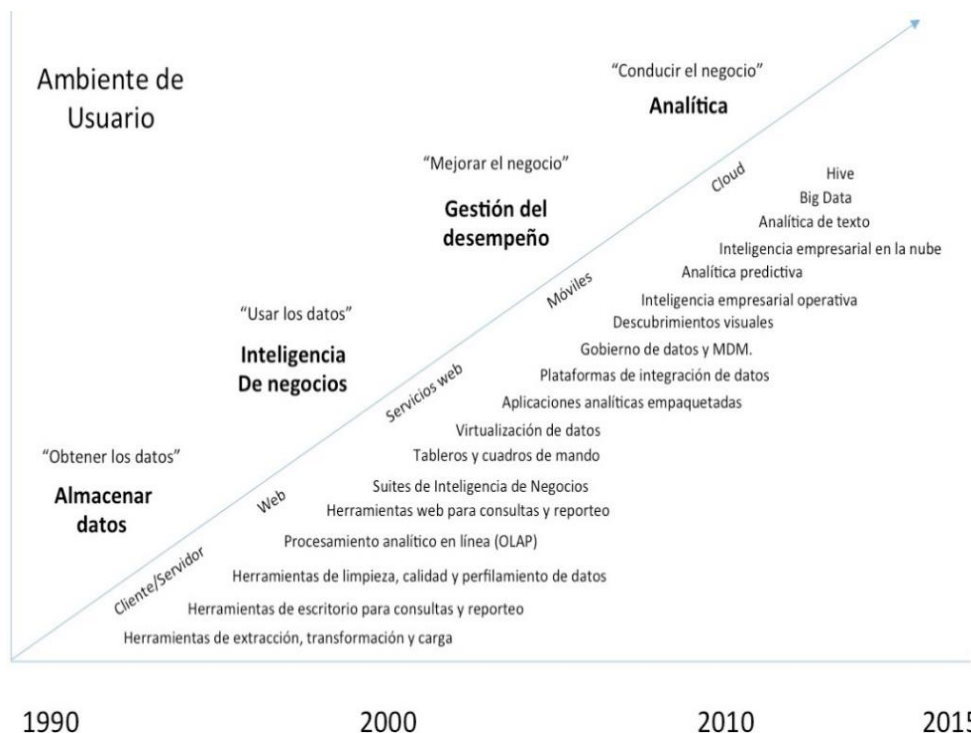 Ambiente de
Usuario
“Conducir el negocio”
Analítica
“Mejorar el negocio”
Gestión del
desempeño
“Usar los datos”
Inteligencia
De negocios
“Obtener los datos”
Almacenar
datos
Cloud
Móviles
Servicios web
Web
Cliente/Servidor
Hive
Big Data
Analítica de texto
Inteligencia empresarial en la nube
Analítica predictiva
Inteligencia empresarial operativa
Descubrimientos visuales
Gobierno de datos y MDM.
Plataformas de integración de datos
Aplicaciones analíticas empaquetadas
Virtualización de datos
Tableros y cuadros de mando
Suites de Inteligencia de Negocios
Herramientas web para consultas y reporteo
Procesamiento analítico en línea (OLAP)
Herramientas de limpieza, calidad y perfilamiento de datos
Herramientas de escritorio para consultas y reporteo
Herramientas de extracción, transformación y carga
1990
2000
2010
2015